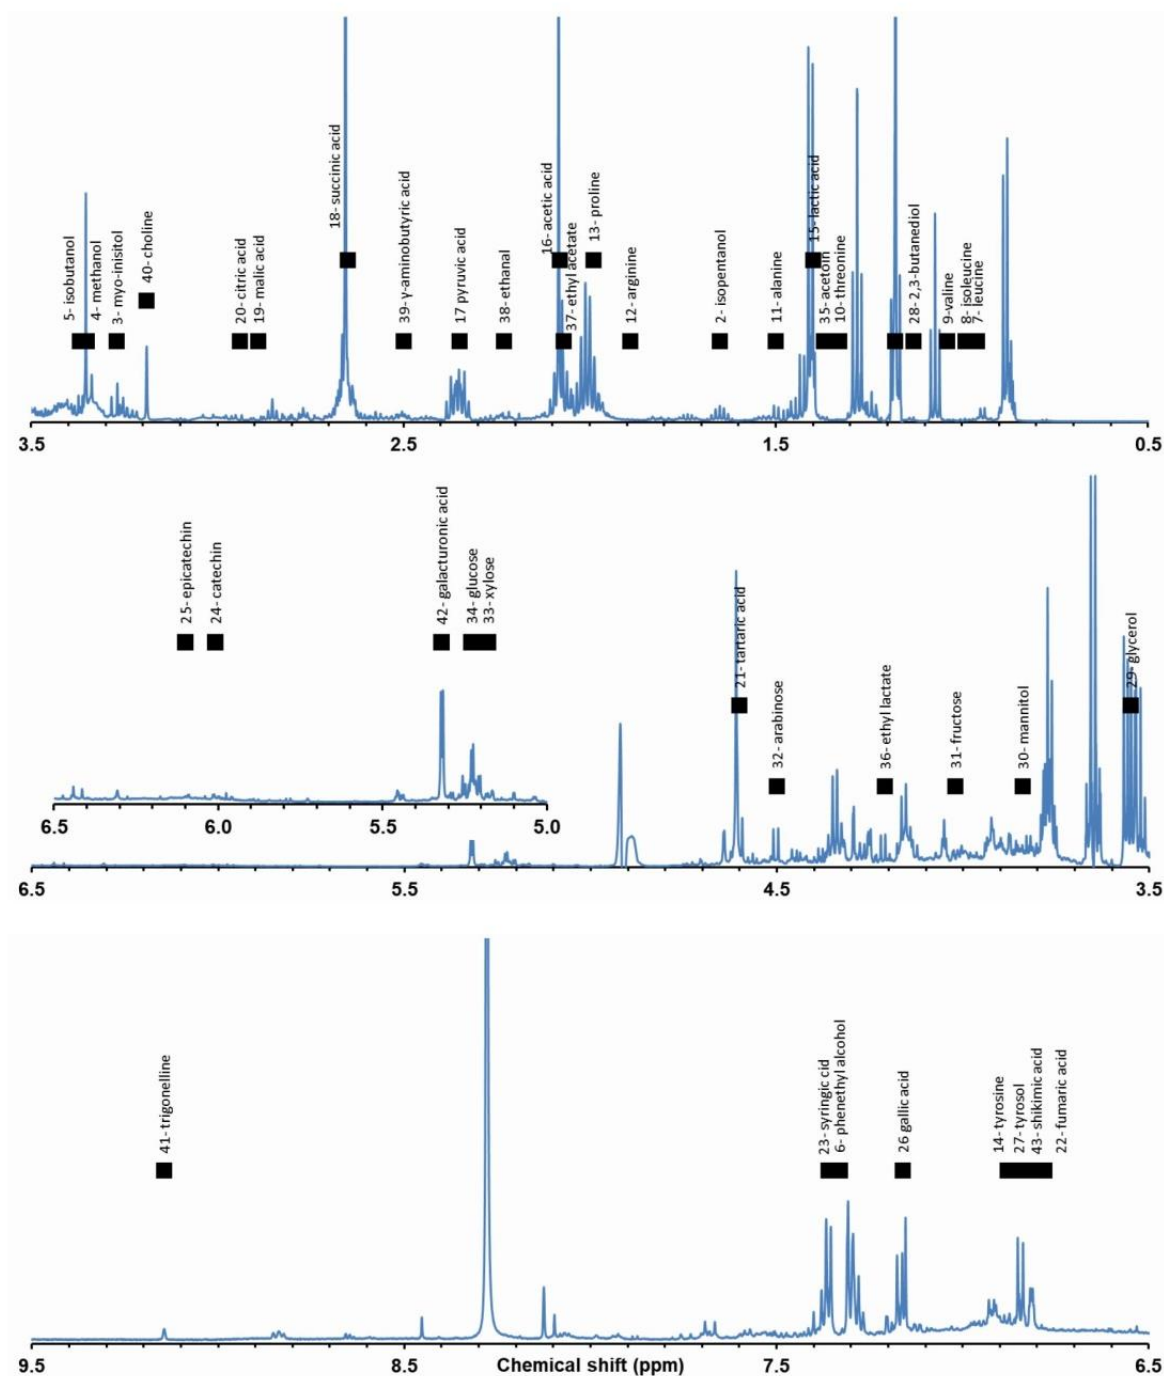 5- isobutanol
4- methanol
3- myo-inisitol
40- choline
20- citric acid
19- malic acid
18- succinic acid
39-γ-aminobutyric acid
17 pyruvic acid
38- ethanal
16- acetic acid
37- ethyl acetate
13- proline
12- arginine
2- isopentanol
11- alanine
15- lactic acid
35- acetoin
10- threonine
28- 2,3-butanediol
9-valine
8- isoleucine
7- leucine
3.5 2.5 1.5 0.5
25- epicatechin
24- catechin
42- galacturonic acid
34- glucose
33- xylose
21- tartaric acid
32- arabinose
36- ethyl lactate
31- fructose
30- mannitol
29- glycerol
6.5 6.0 5.5 5.0
6.5 5.5 4.5 3.5
41- trigonelline
23- syringic cid
6- phenethyl alcohol
26 gallic acid
14- tyrosine
27- tyrosol
43- shikimic acid
22- fumaric acid
9.5 8.5 Chemical shift (ppm) 7.5 6.5